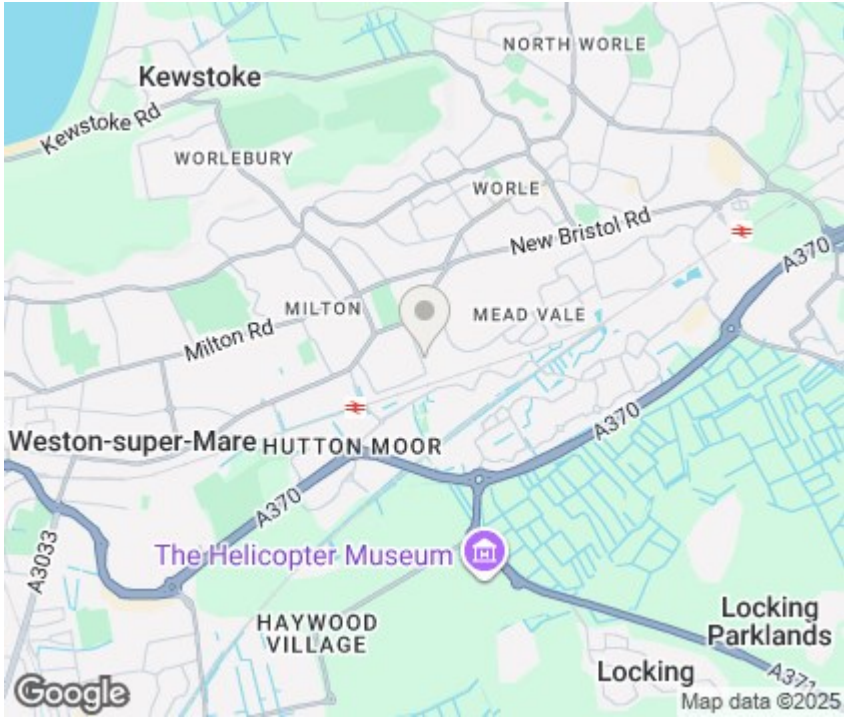 NORTH WORLE
Kewstoke
Kewstoke Rd
WORLEBURY
WORLE
New Bristol Rd
A370
MILTON
MEAD VALE
Milton Rd
Weston-super-Mare
HUTTON MOOR
A370
A370
A3033
The Helicopter Museum
HAYWOOD
VILLAGE
Locking
Parklands
Locking
A371
Google
Map data ©2025